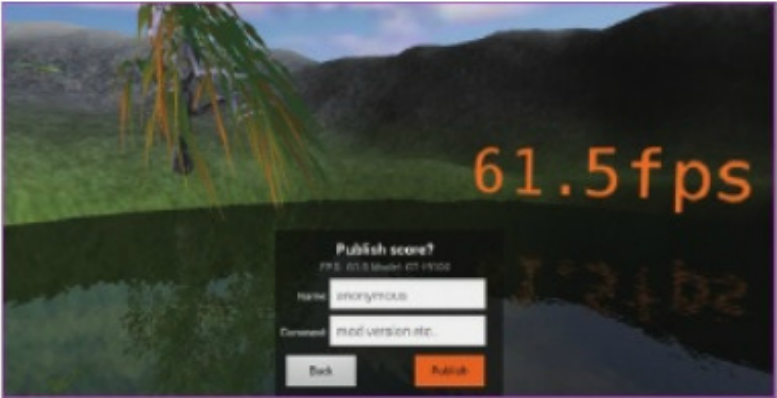 61.5fps
Publish score?
Name
anonymous
Comment
mod version etc.
Back
Publish